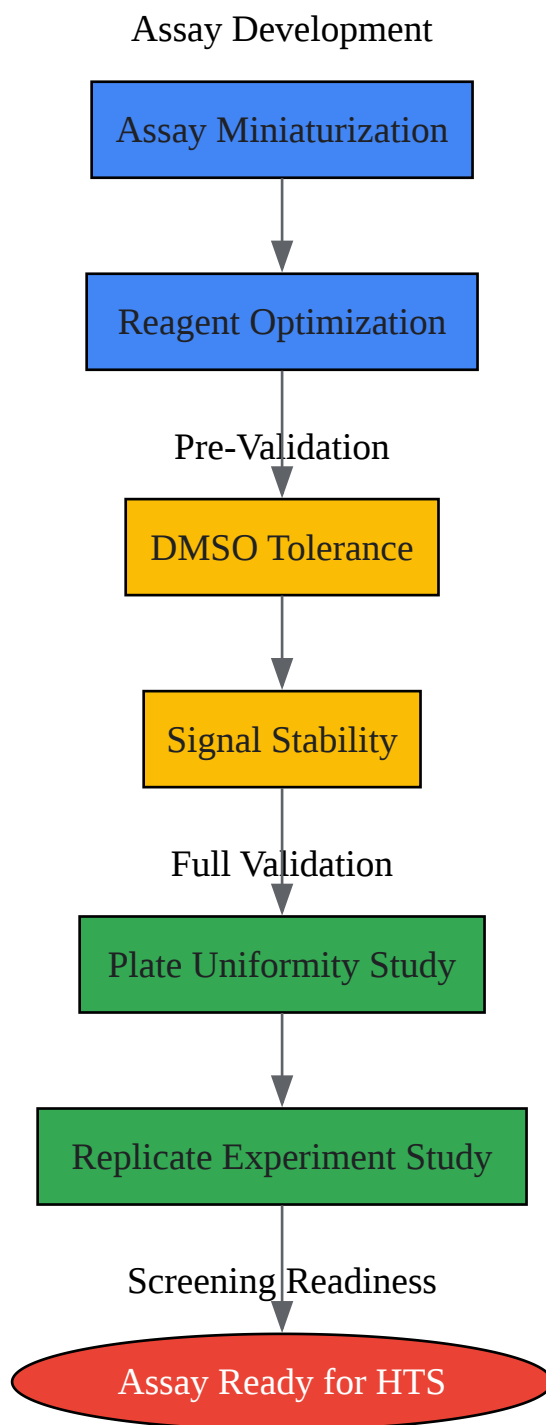 Assay Development
Assay Miniaturization
Reagent Optimization
Pre-Validation
DMSO Tolerance
Signal Stability
Full Validation
Plate Uniformity Study
Replicate Experiment Study
Screening Readiness
Assay Ready for HTS